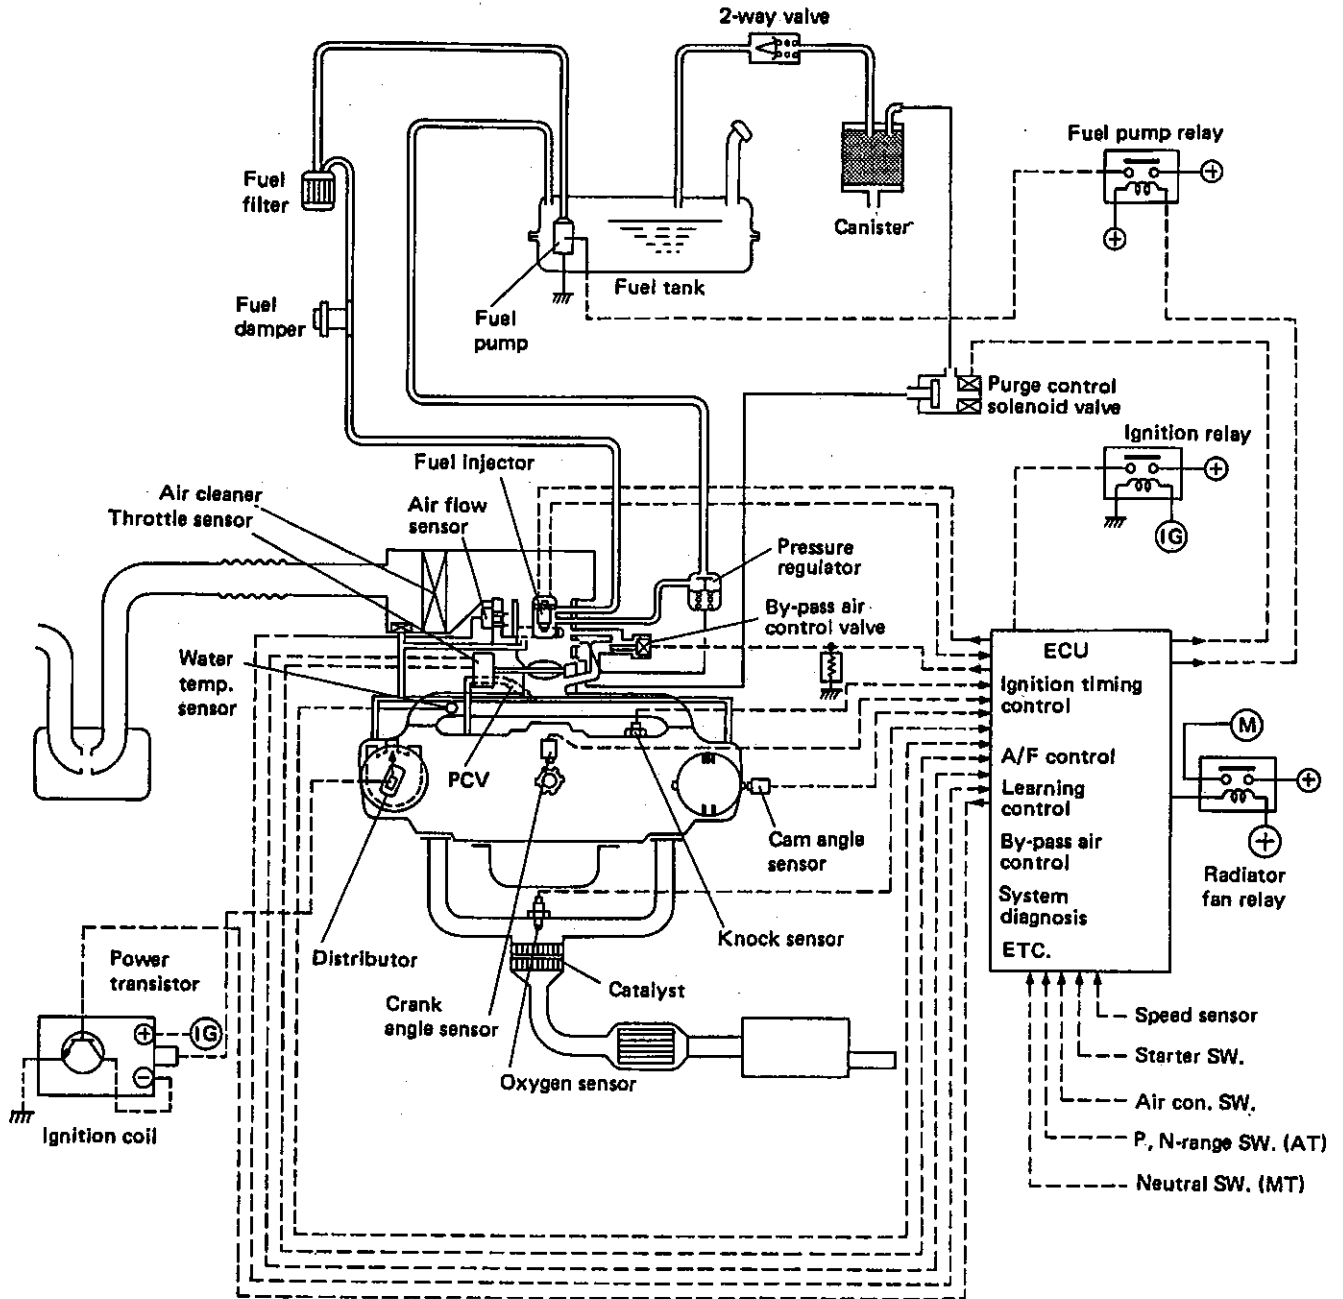 2-way valve
Fuel pump relay
Fuel
filter
Canister
Fuel tank
Fuel
damper
Fuel
pump
Purge control
solenoid valve
Ignition relay
Fuel injector
Air cleaner
Throttle sensor
Air flow
sensor
IG
Pressure
regulator
By-pass air
control valve
Water
temp.
sensor
ECU
Ignition timing
control
A/F control
Learning
control
By-pass air
control
System
diagnosis
ETC.
M
PCV
Cam angle
sensor
Radiator
fan relay
Knock sensor
Distributor
Power
transistor
Catalyst
Crank
angle sensor
IG
Oxygen sensor
Ignition coil
Speed sensor
Starter SW.
Air con. SW.
P, N-range SW. (AT)
Neutral SW. (MT)